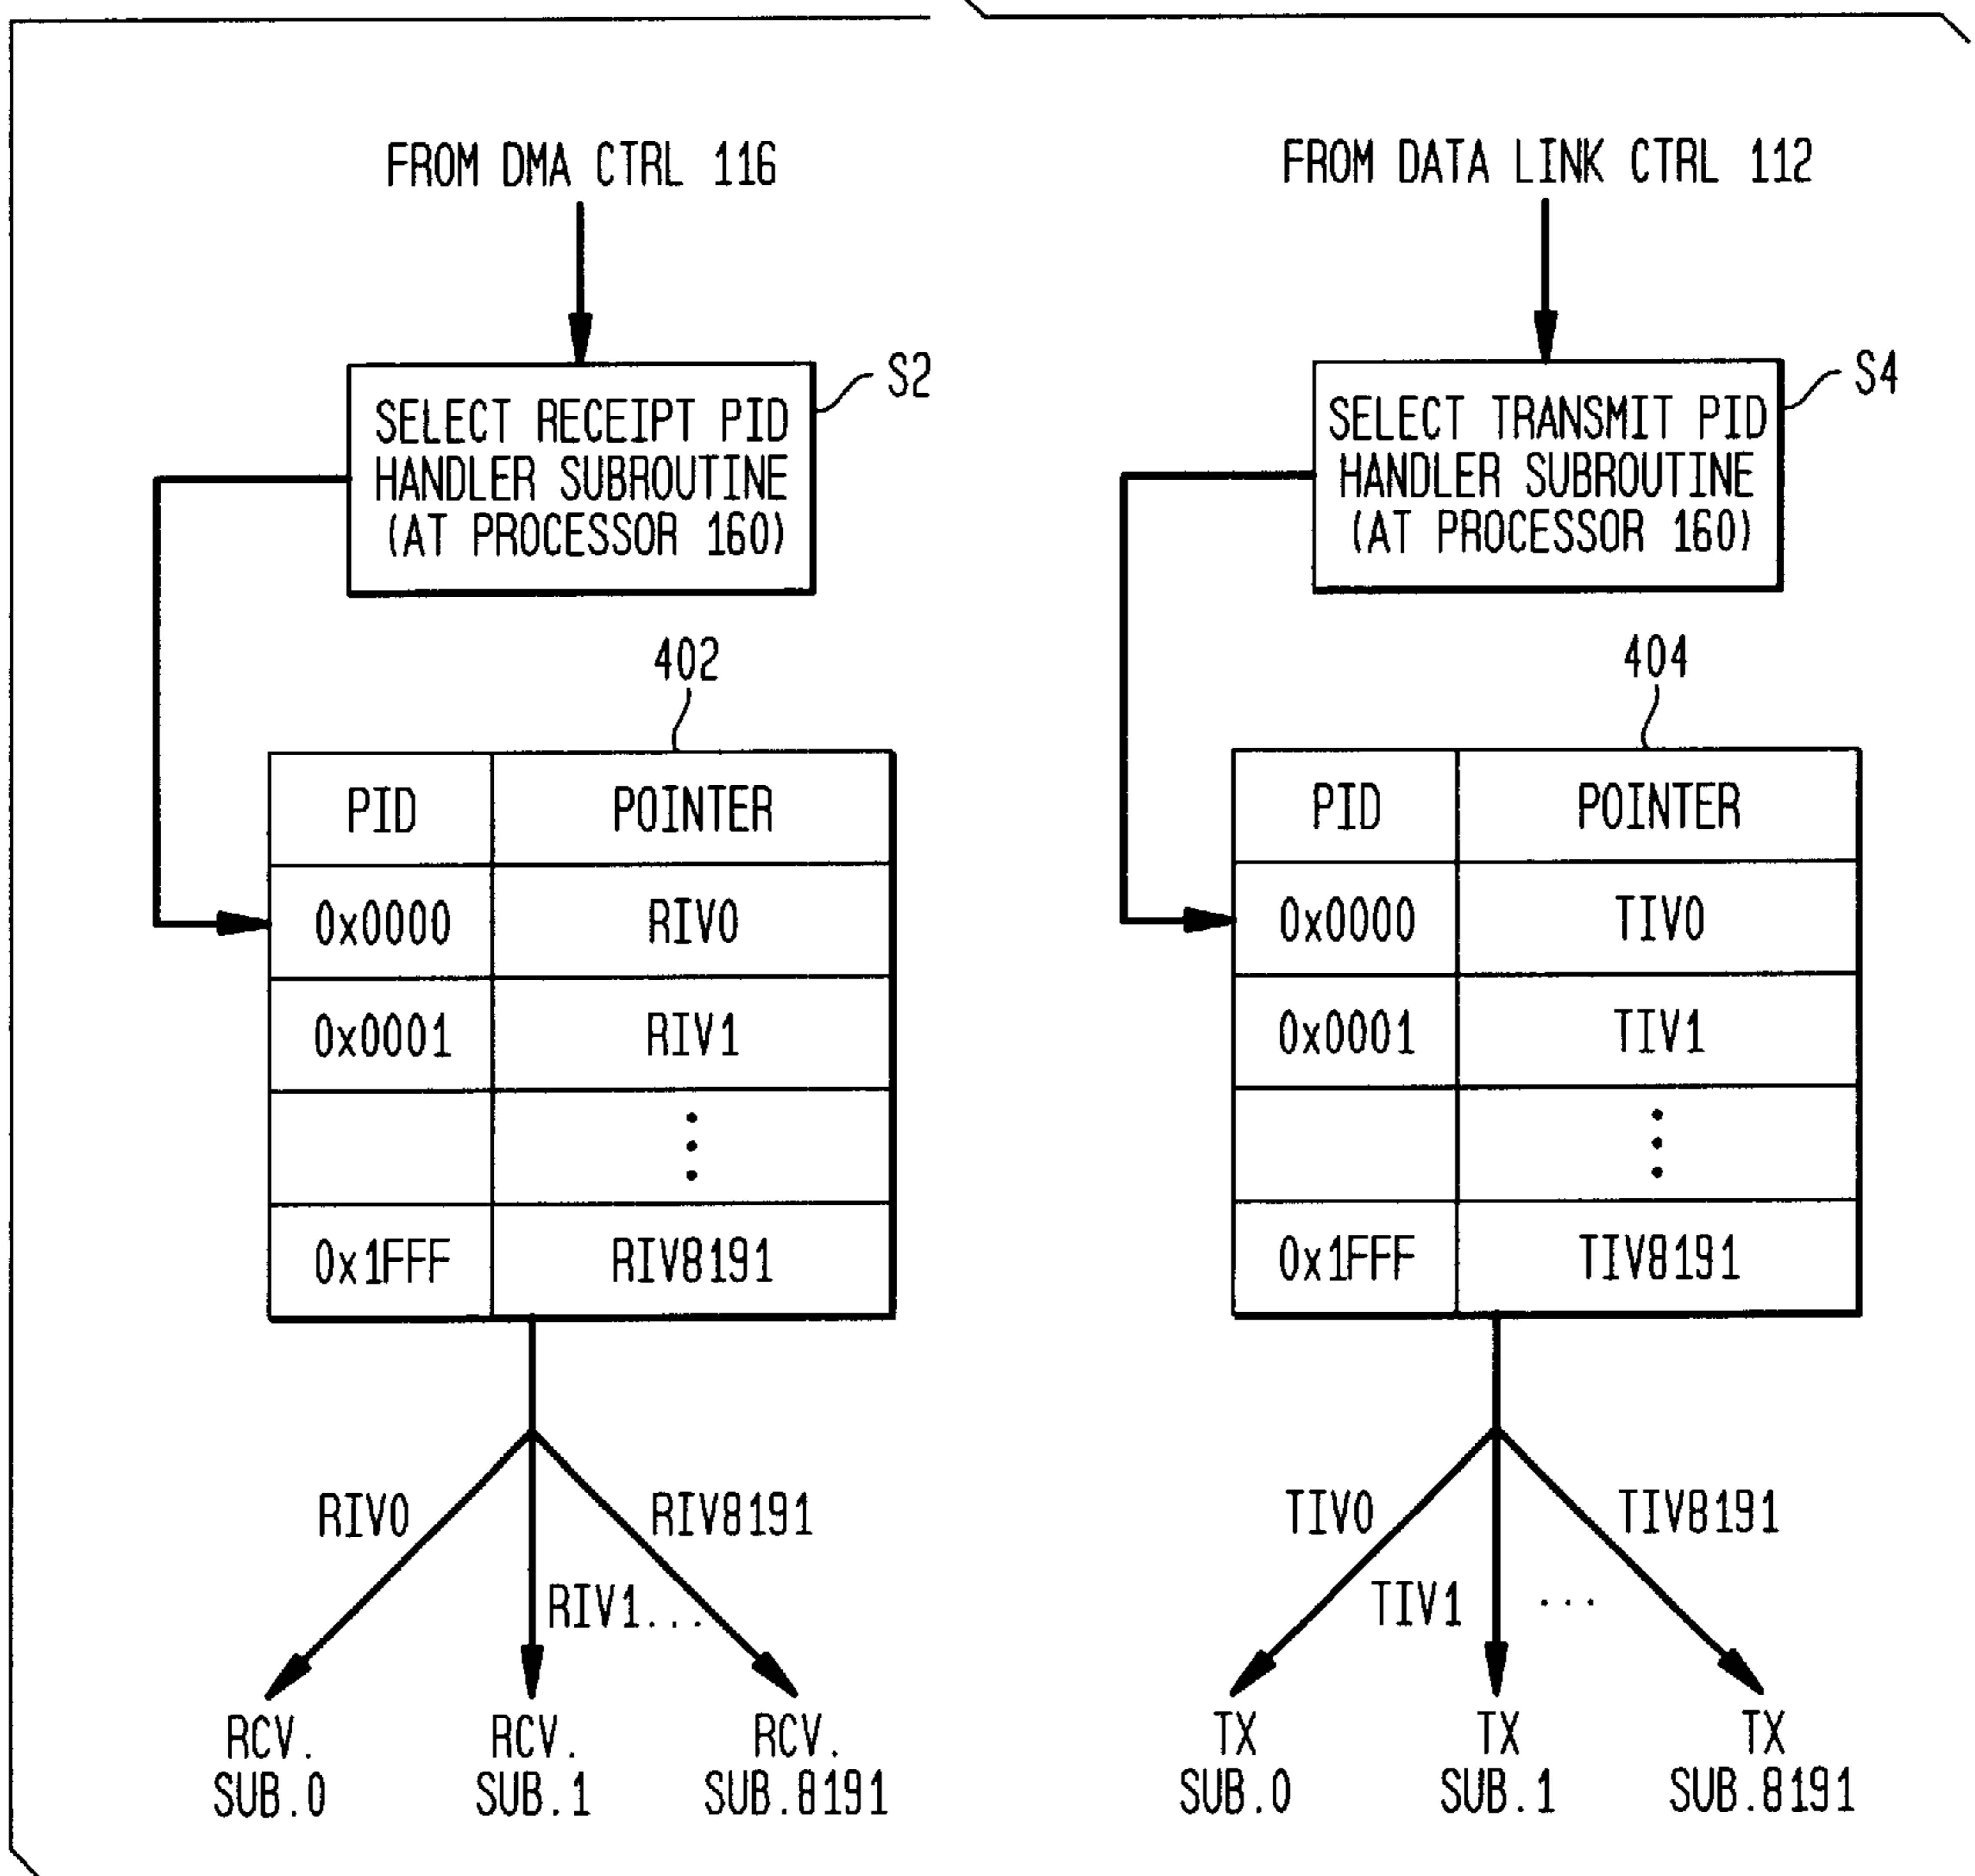 FROM DMA CTRL 116
S2
SELECT RECEIPT PID
HANDLER SUBROUTINE
(AT PROCESSOR 160)
402
PID POINTER
0x0000 RIV0
0x0001 RIV1
0x1FFF RIV8191
RIV0
RIV8191
RIV1...
RCV.
SUB.0
RCV.
SUB.1
RCV.
SUB.8191
FROM DATA LINK CTRL 112
S4
SELECT TRANSMIT PID
HANDLER SUBROUTINE
(AT PROCESSOR 160)
404
PID POINTER
0x0000 TIV0
0x0001 TIV1
0x1FFF TIV8191
TIV0
TIV8191
TIV1 ...
TX
SUB.0
TX
SUB.1
TX
SUB.8191